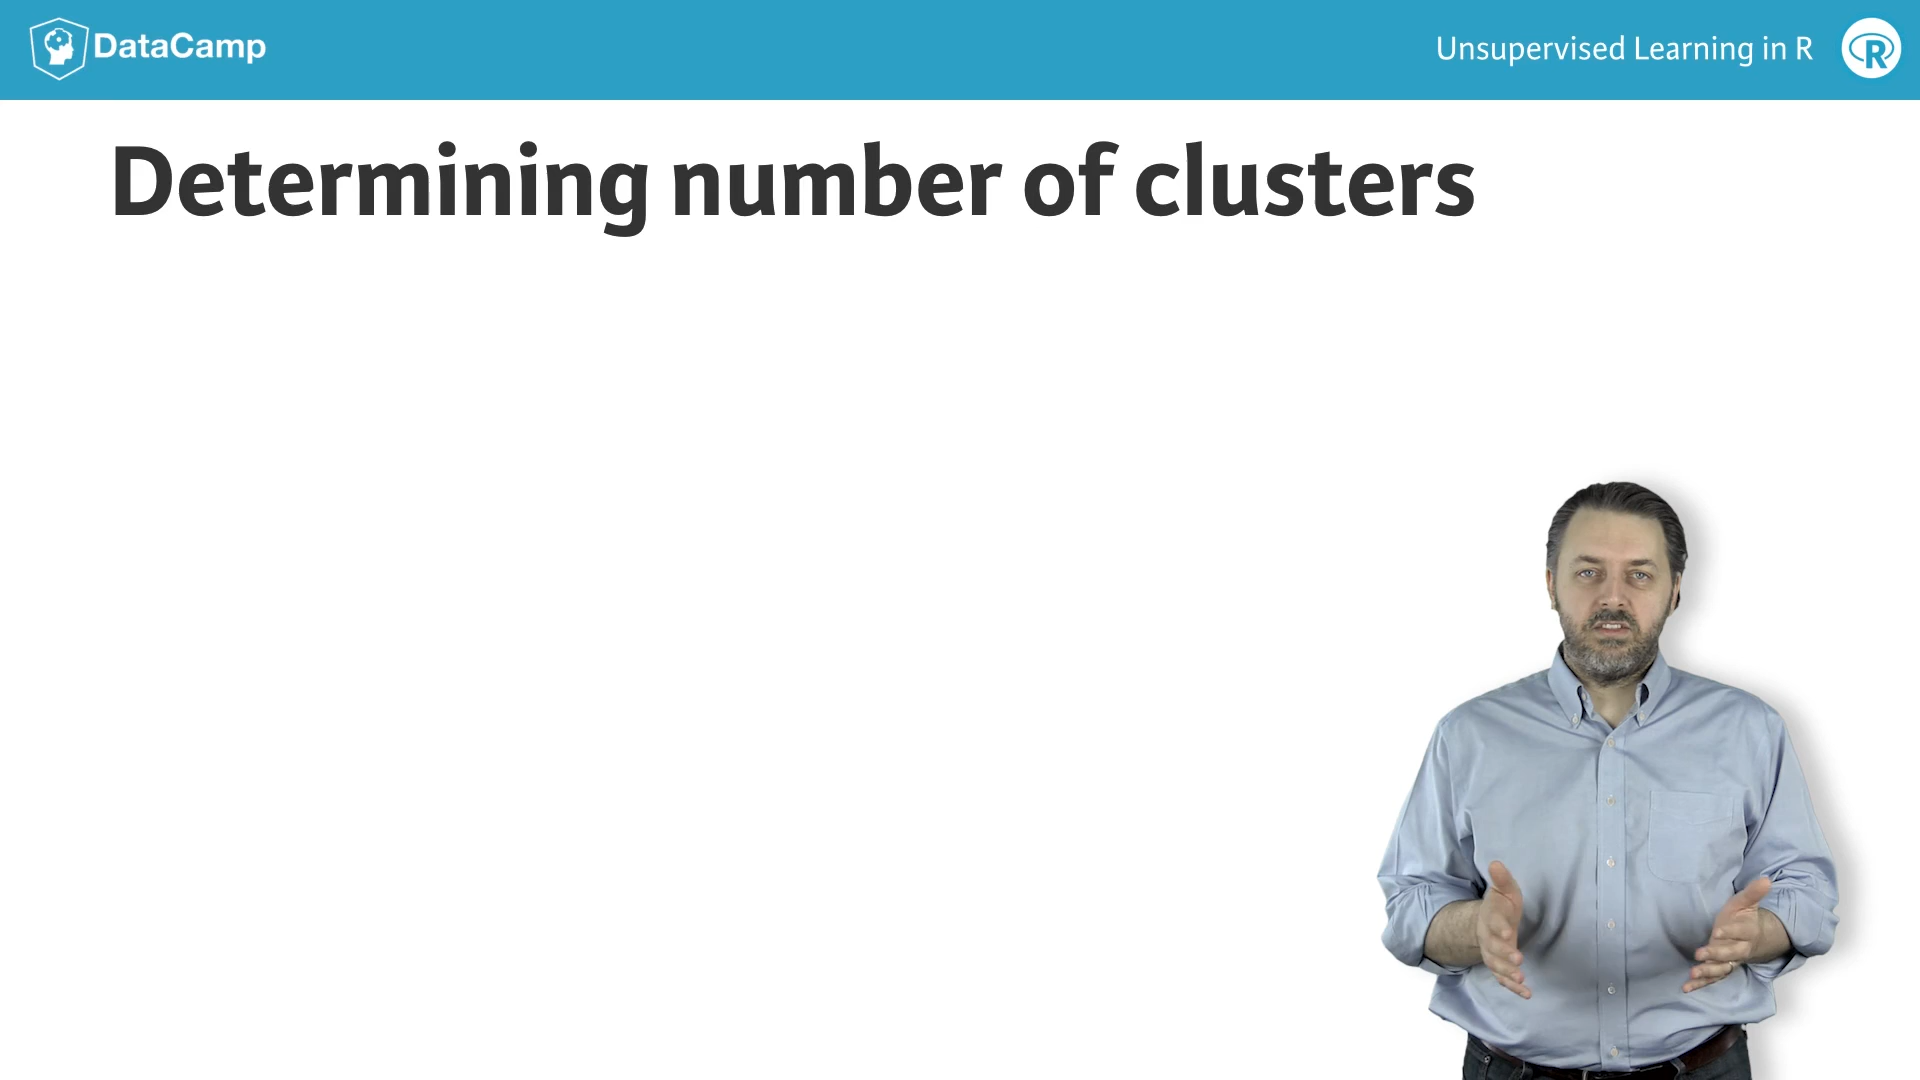 DataCamp
Unsupervised Learning in R
R
Determining number of clusters